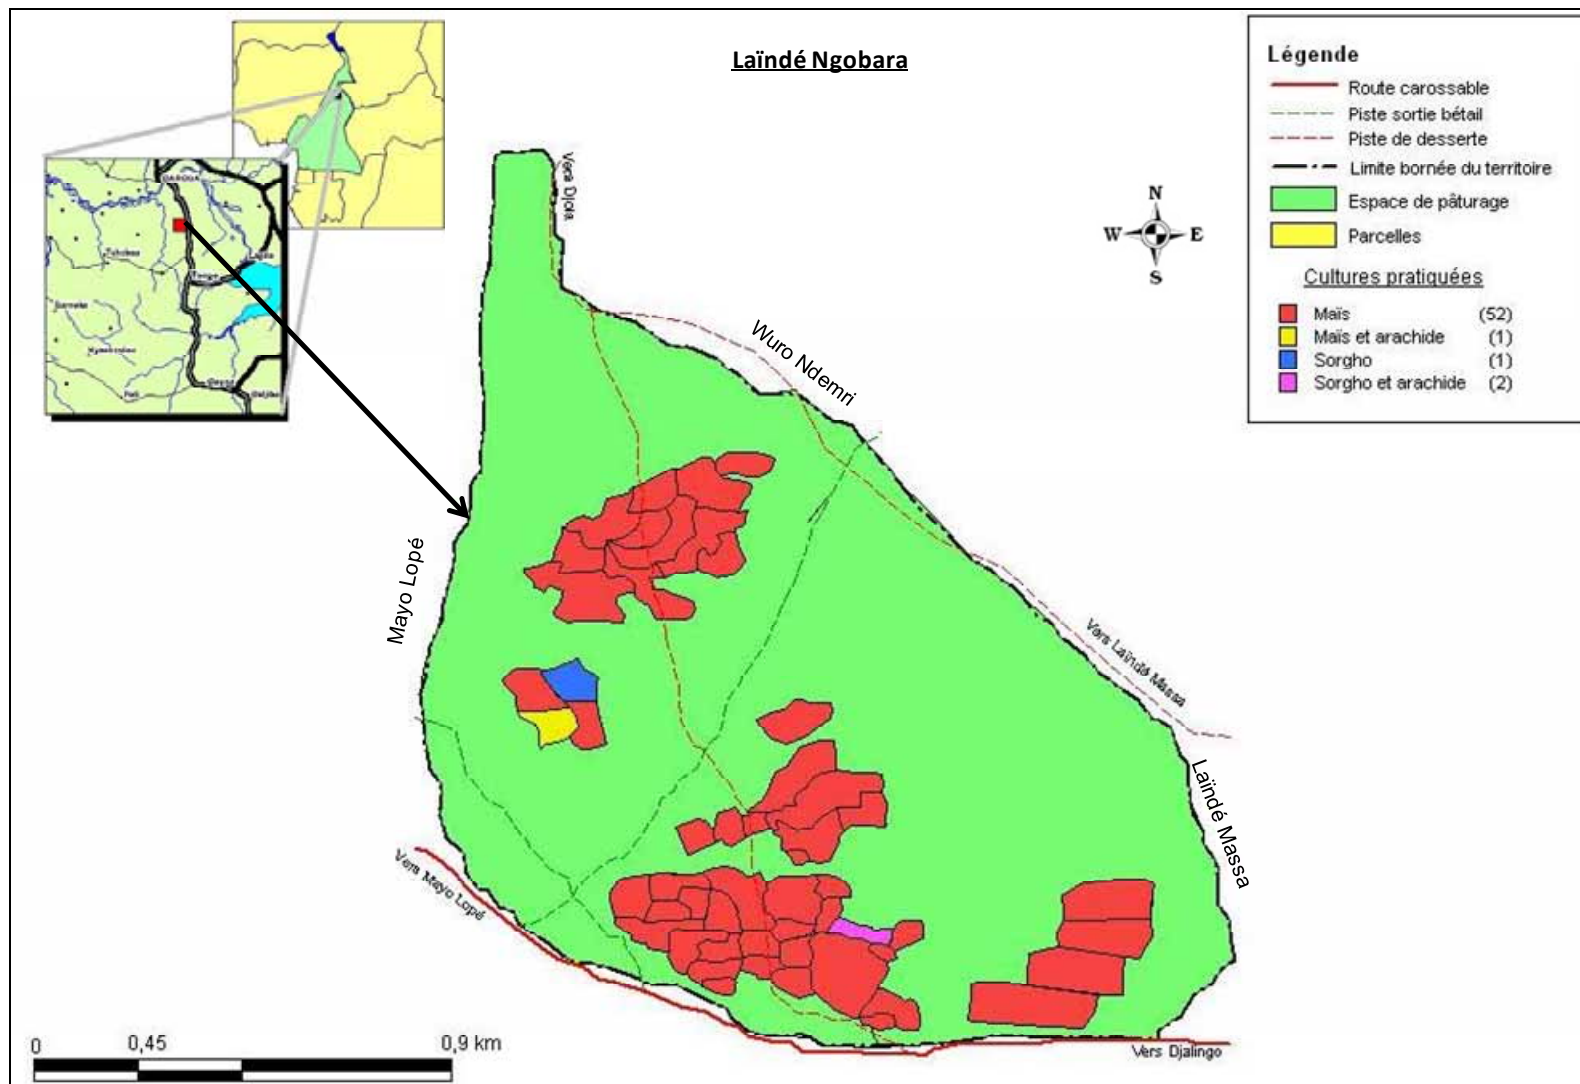 Laïndé Ngobara
Légende
Route carossable
Piste sortie bétail
Piste de desserte
Limite bornée du territoire
Espace de pâturage
Parcelles
Cultures pratiquées
Maïs (52)
Maïs et arachide (1)
Sorgho (1)
Sorgho et arachide (2)
N
W E
S
Vers Djola
Wuro Ndemri
Mayo Lopé
Vers Laïndé Massa
Laïndé Massa
Vers Mayo Lopé
Vers Djalingo
0 0,45 0,9 km